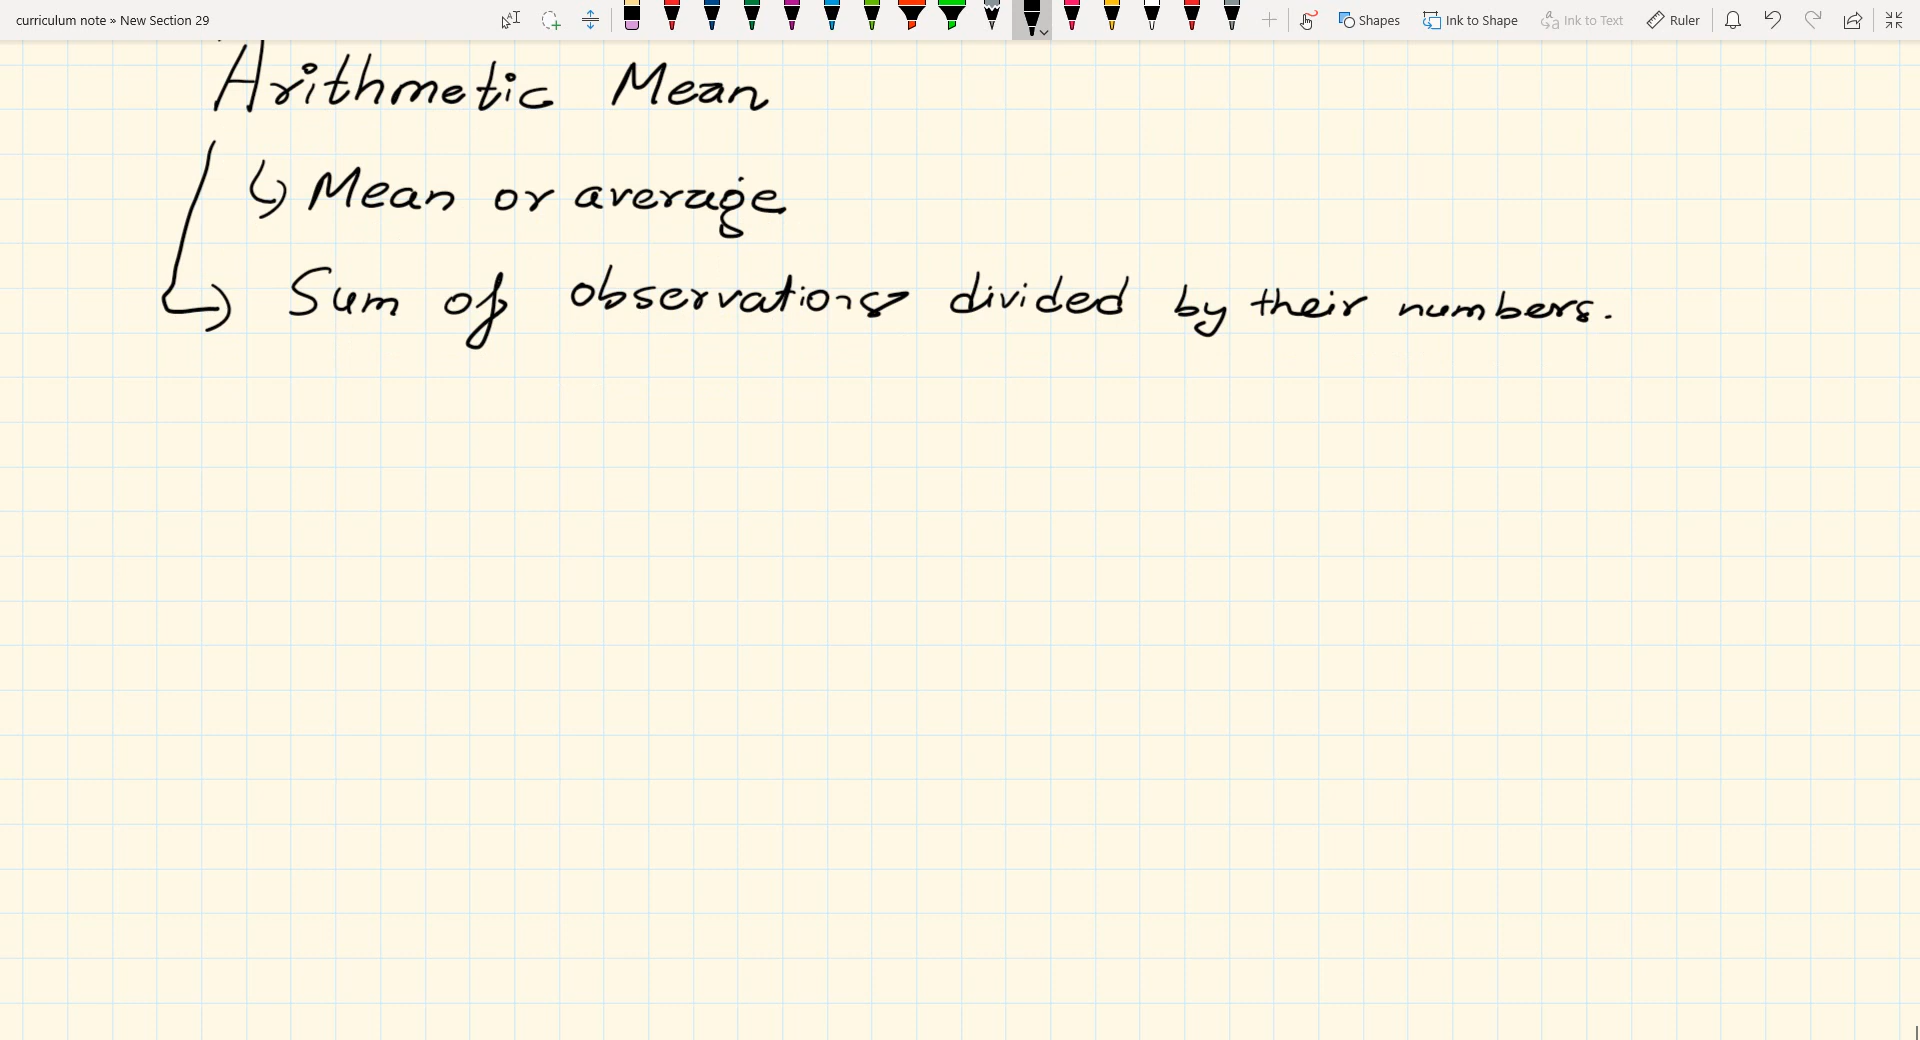 curriculum note » New Section 29
Shapes
Ink to Shape
Ink to Text
Ruler
Arithmetic Mean
↳ Mean or average
↳ Sum of observations divided by their numbers.